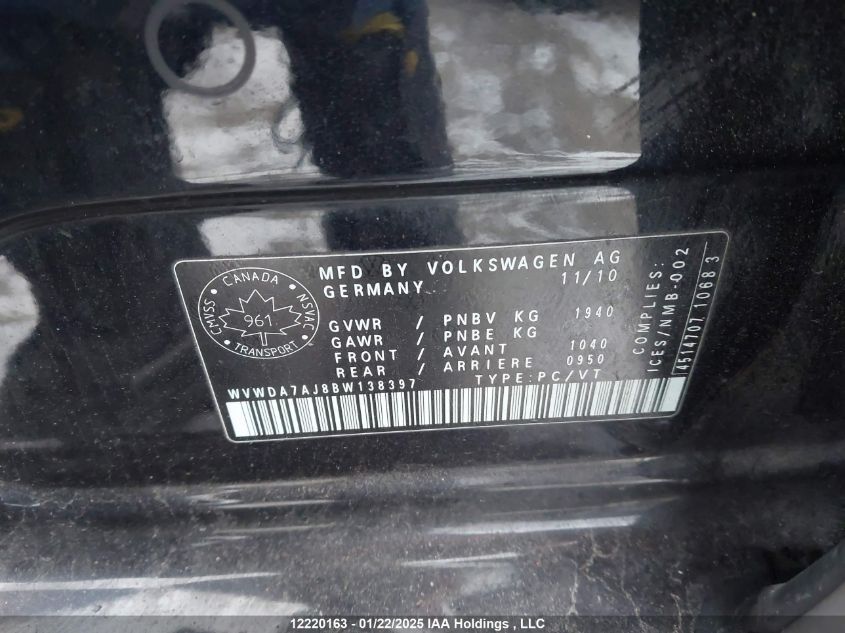 CANADA
CMVSS
NSVAC
961
TRANSPORT
MFD BY VOLKSWAGEN AG
GERMANY 11/10
GVWR / PNBV KG 1940
GAWR / PNBE KG
FRONT / AVANT 1040
REAR / ARRIERE 0950
WVWDA7AJ8BW138397 TYPE:PC/VT
COMPLIES:
ICES/NMB-002
4514707.1068 3
12220163 - 01/22/2025 IAA Holdings , LLC